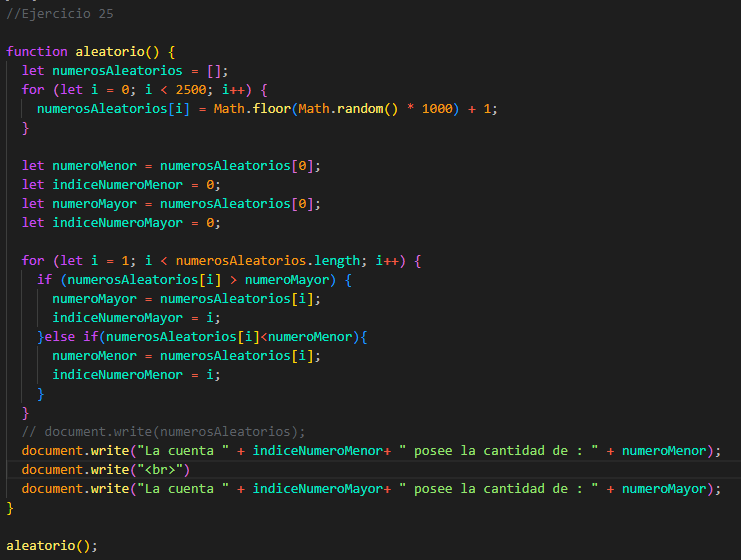 //Ejercicio 25
function aleatorio() {
let numerosAleatorios = [];
for (let i = 0; i < 2500; i++) {
numerosAleatorios[i] = Math.floor(Math.random() * 1000) + 1;
}
let numeroMenor = numerosAleatorios[0];
let indiceNumeroMenor = 0;
let numeroMayor = numerosAleatorios[0];
let indiceNumeroMayor = 0;
for (let i = 1; i < numerosAleatorios.length; i++) {
if (numerosAleatorios[i] > numeroMayor) {
numeroMayor = numerosAleatorios[i];
indiceNumeroMayor = i;
}else if(numerosAleatorios[i]<numeroMenor){
numeroMenor = numerosAleatorios[i];
indiceNumeroMenor = i;
}
}
// document.write(numerosAleatorios);
document.write("La cuenta " + indiceNumeroMenor+ " posee la cantidad de : " + numeroMenor);
document.write("<br>")
document.write("La cuenta " + indiceNumeroMayor+ " posee la cantidad de : " + numeroMayor);
}
aleatorio();